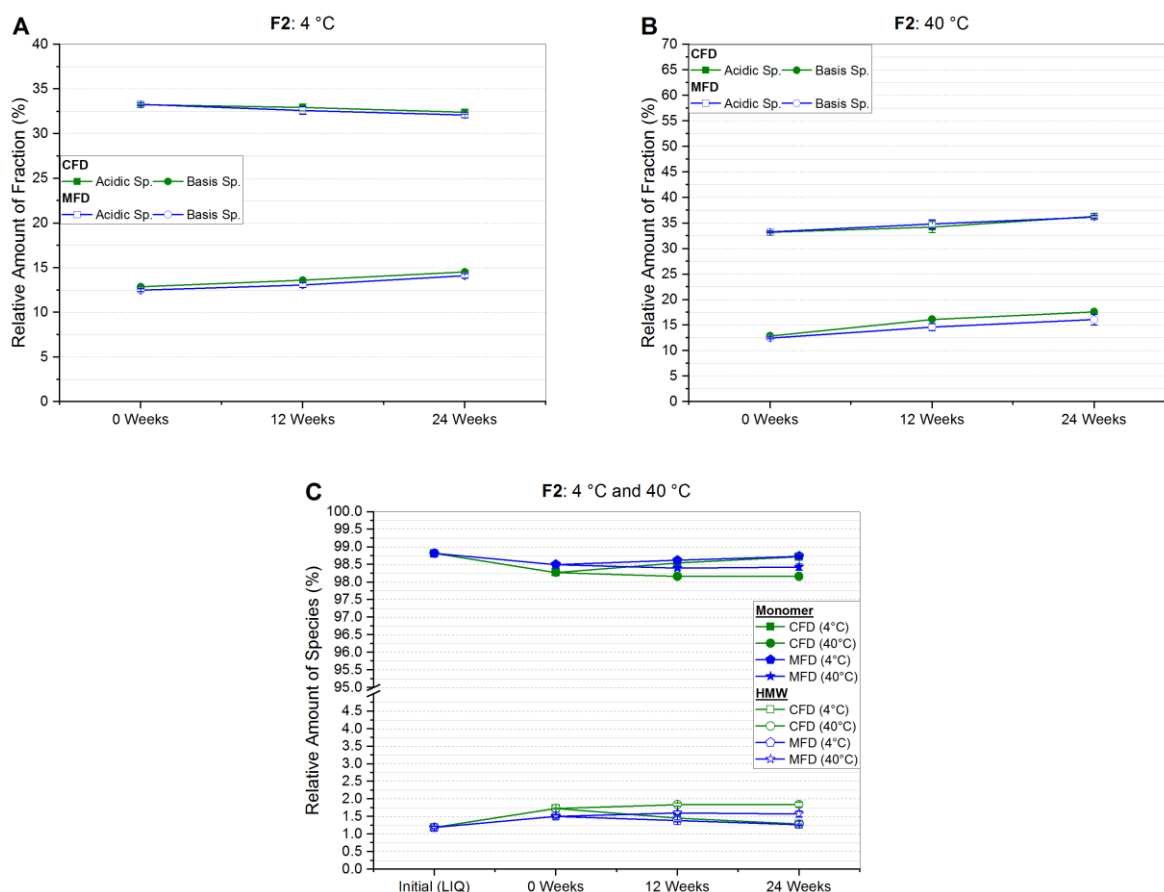 A
F2: 4 °C
Relative Amount of Fraction (%)
40
35
30
25
20
15
10
5
0
CFD
Acidic Sp. Basis Sp.
MFD
Acidic Sp. Basis Sp.
0 Weeks 12 Weeks 24 Weeks
B
F2: 40 °C
Relative Amount of Fraction (%)
70
65
60
55
50
45
40
35
30
25
20
15
10
5
0
CFD
Acidic Sp. Basis Sp.
MFD
Acidic Sp. Basis Sp.
0 Weeks 12 Weeks 24 Weeks
C
F2: 4 °C and 40 °C
Relative Amount of Species (%)
100.0
99.5
99.0
98.5
98.0
97.5
97.0
96.5
96.0
95.5
95.0
4.5
4.0
3.5
3.0
2.5
2.0
1.5
1.0
0.5
0.0
Monomer
CFD (4°C)
CFD (40°C)
MFD (4°C)
MFD (40°C)
HMW
CFD (4°C)
CFD (40°C)
MFD (4°C)
MFD (40°C)
Initial (LIQ) 0 Weeks 12 Weeks 24 Weeks